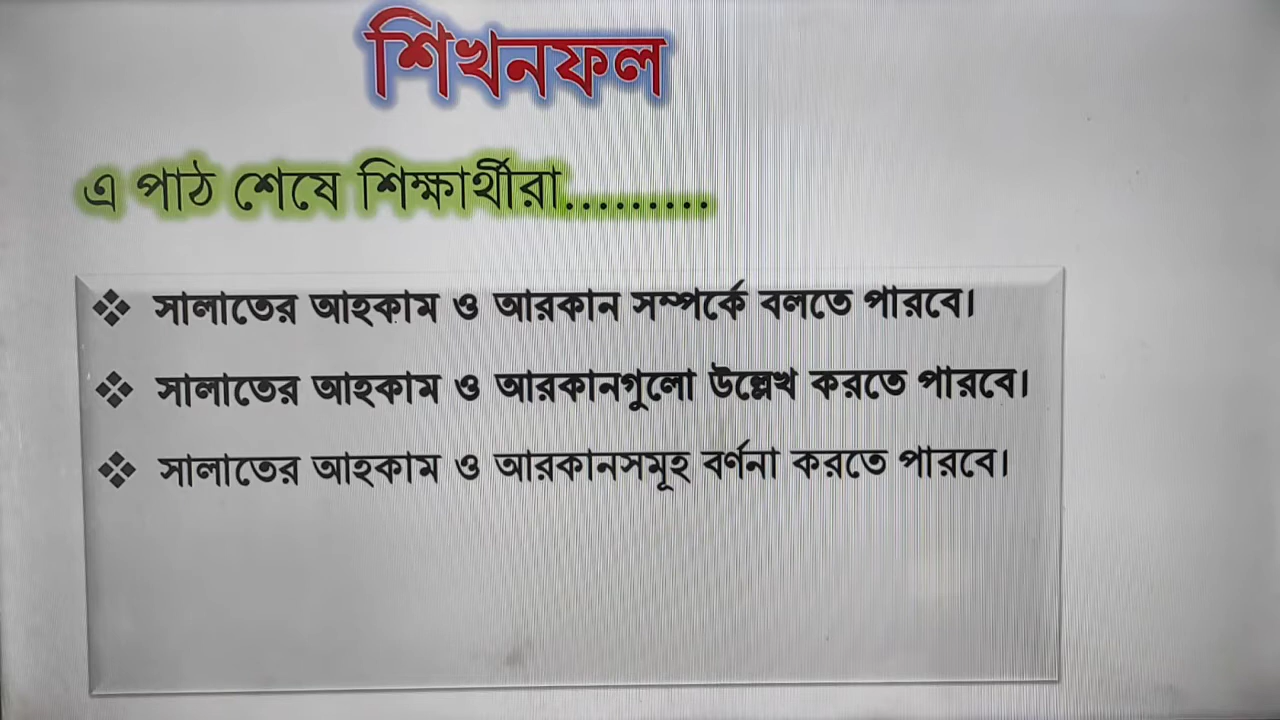 শিখনফল
এ পাঠ শেষে শিক্ষার্থীরা.........
❖ সালাতের আহকাম ও আরকান সম্পর্কে বলতে পারবে।
❖ সালাতের আহকাম ও আরকানগুলো উল্লেখ করতে পারবে।
❖ সালাতের আহকাম ও আরকানসমূহ বর্ণনা করতে পারবে।